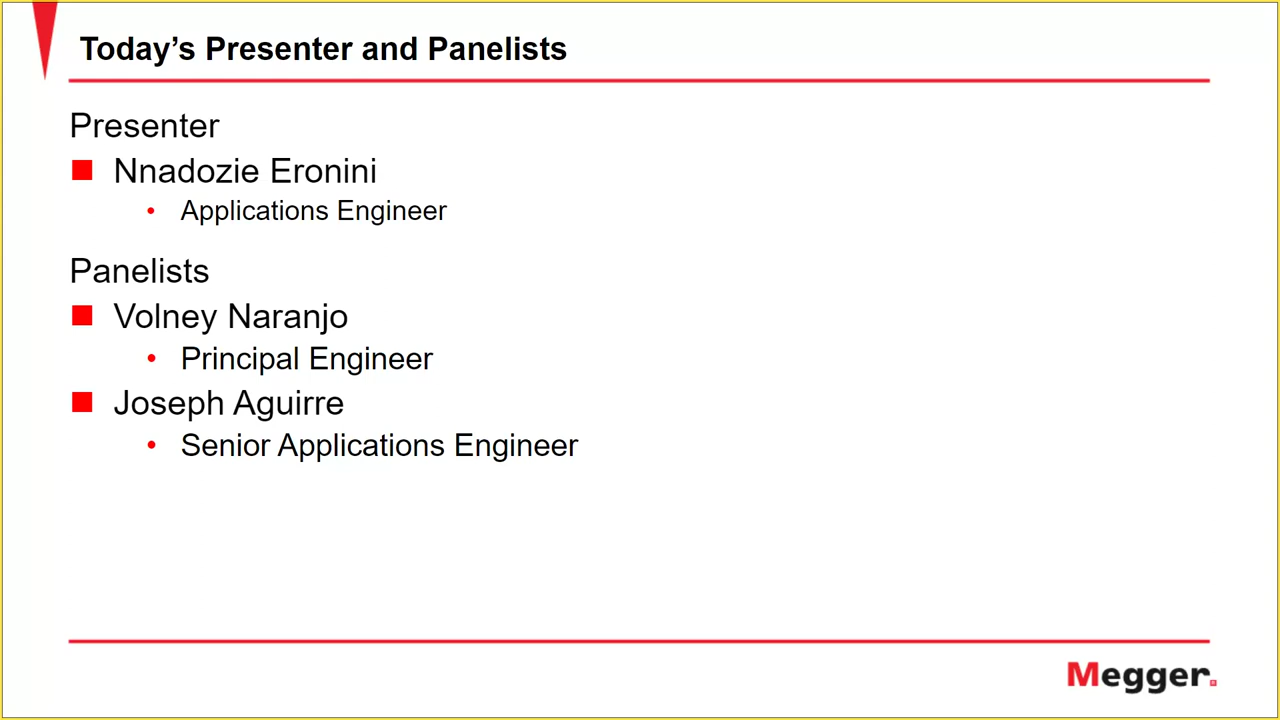 Today’s Presenter and Panelists
Presenter
Nnadozie Eronini
Applications Engineer
Panelists
Volney Naranjo
Principal Engineer
Joseph Aguirre
Senior Applications Engineer
Megger.